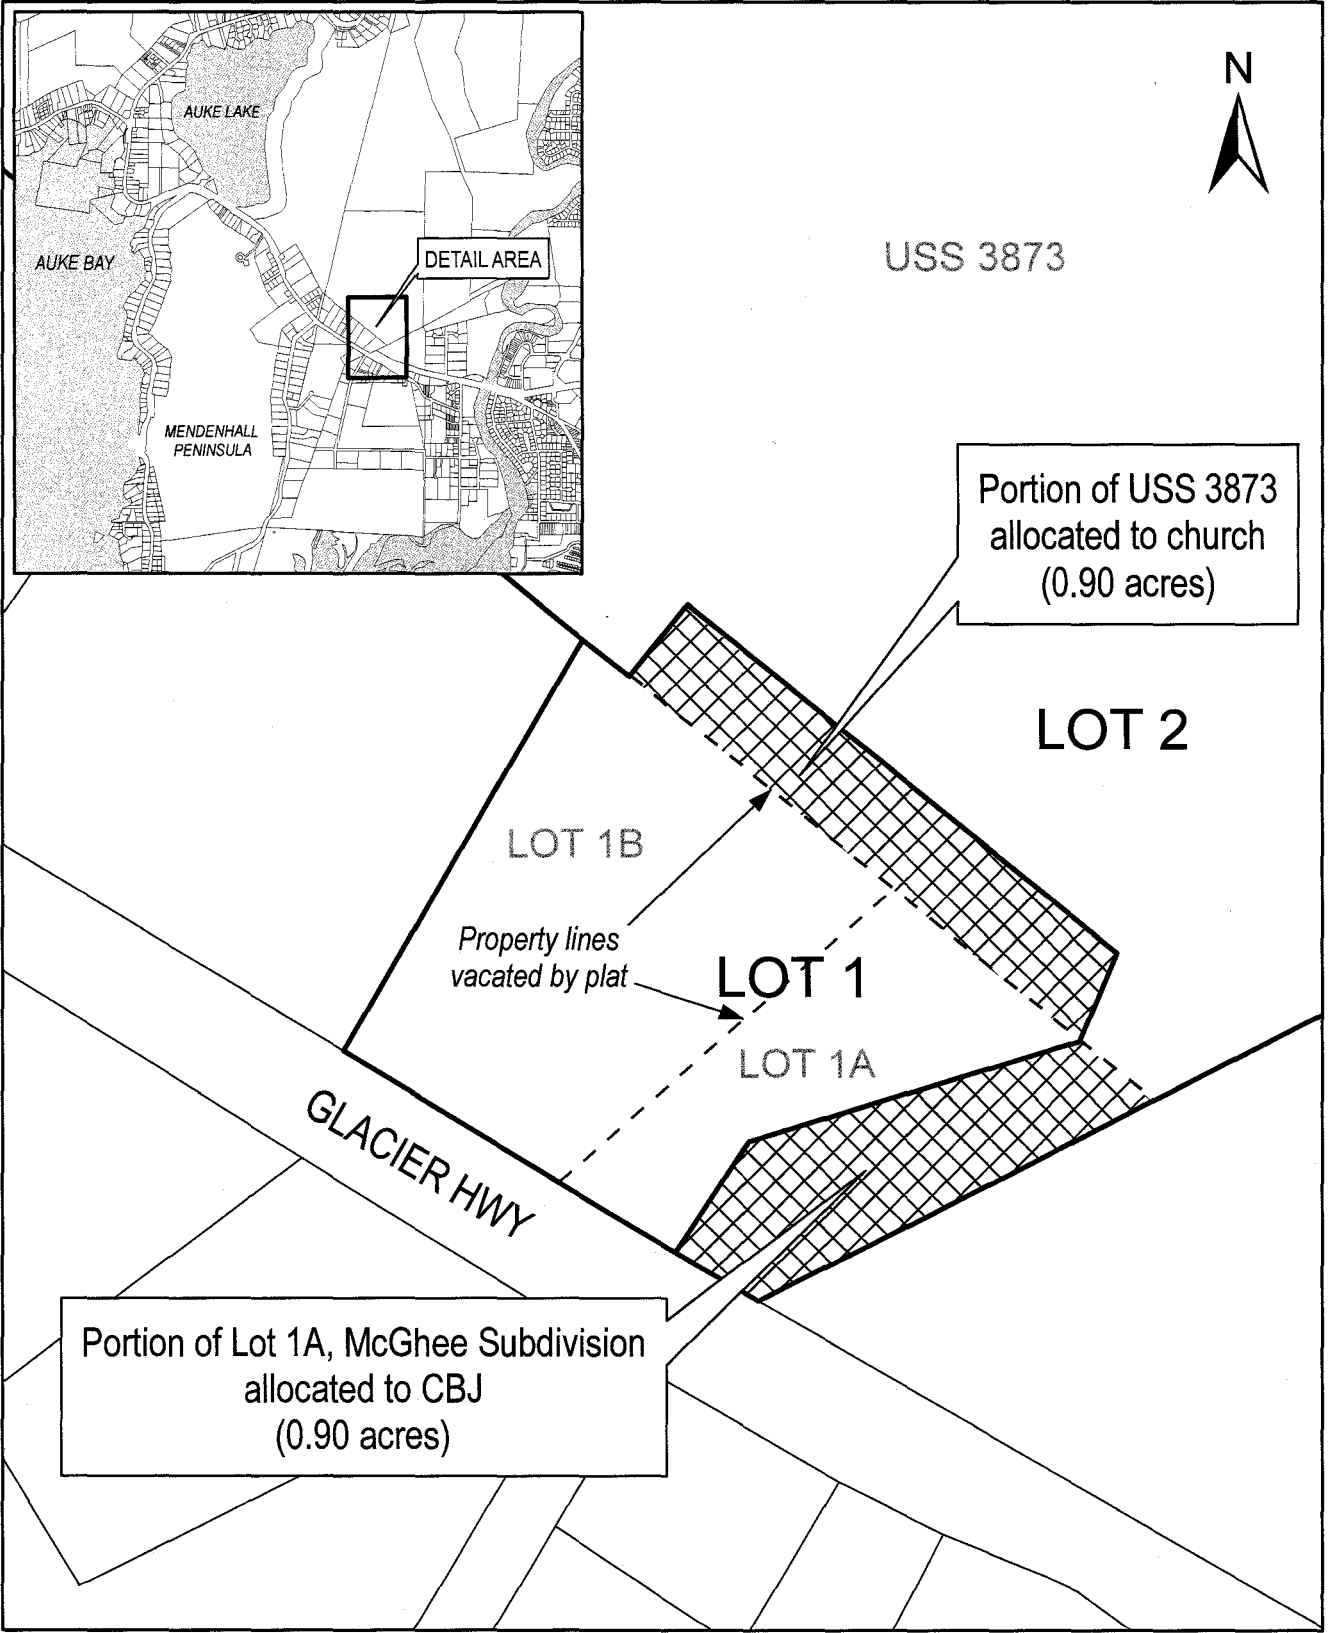 AUKE LAKE
AUKE BAY
DETAIL AREA
MENDENHALL
PENINSULA
N
USS 3873
Portion of USS 3873
allocated to church
(0.90 acres)
LOT 2
LOT 1B
Property lines
vacated by plat
LOT 1
LOT 1A
GLACIER HWY
Portion of Lot 1A, McGhee Subdivision
allocated to CBJ
(0.90 acres)